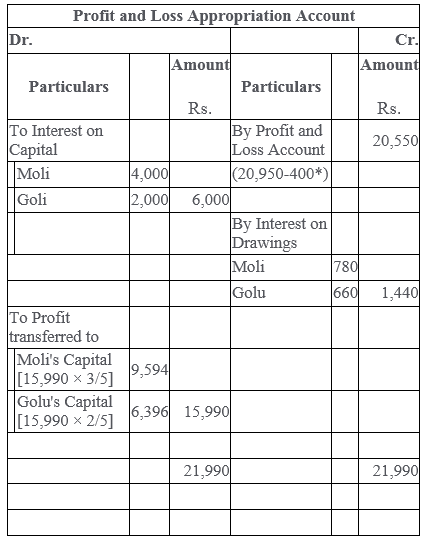 Profit and Loss Appropriation Account
Dr. Cr.
Particulars Amount Rs. Particulars Amount Rs.
To Interest on Capital By Profit and Loss Account 20,550
Moli 4,000 (20,950-400*)
Goli 2,000 6,000
By Interest on Drawings
Moli 780
Golu 660 1,440
To Profit transferred to
Moli's Capital [15,990 × 3/5] 9,594
Golu's Capital [15,990 × 2/5] 6,396 15,990
21,990 21,990